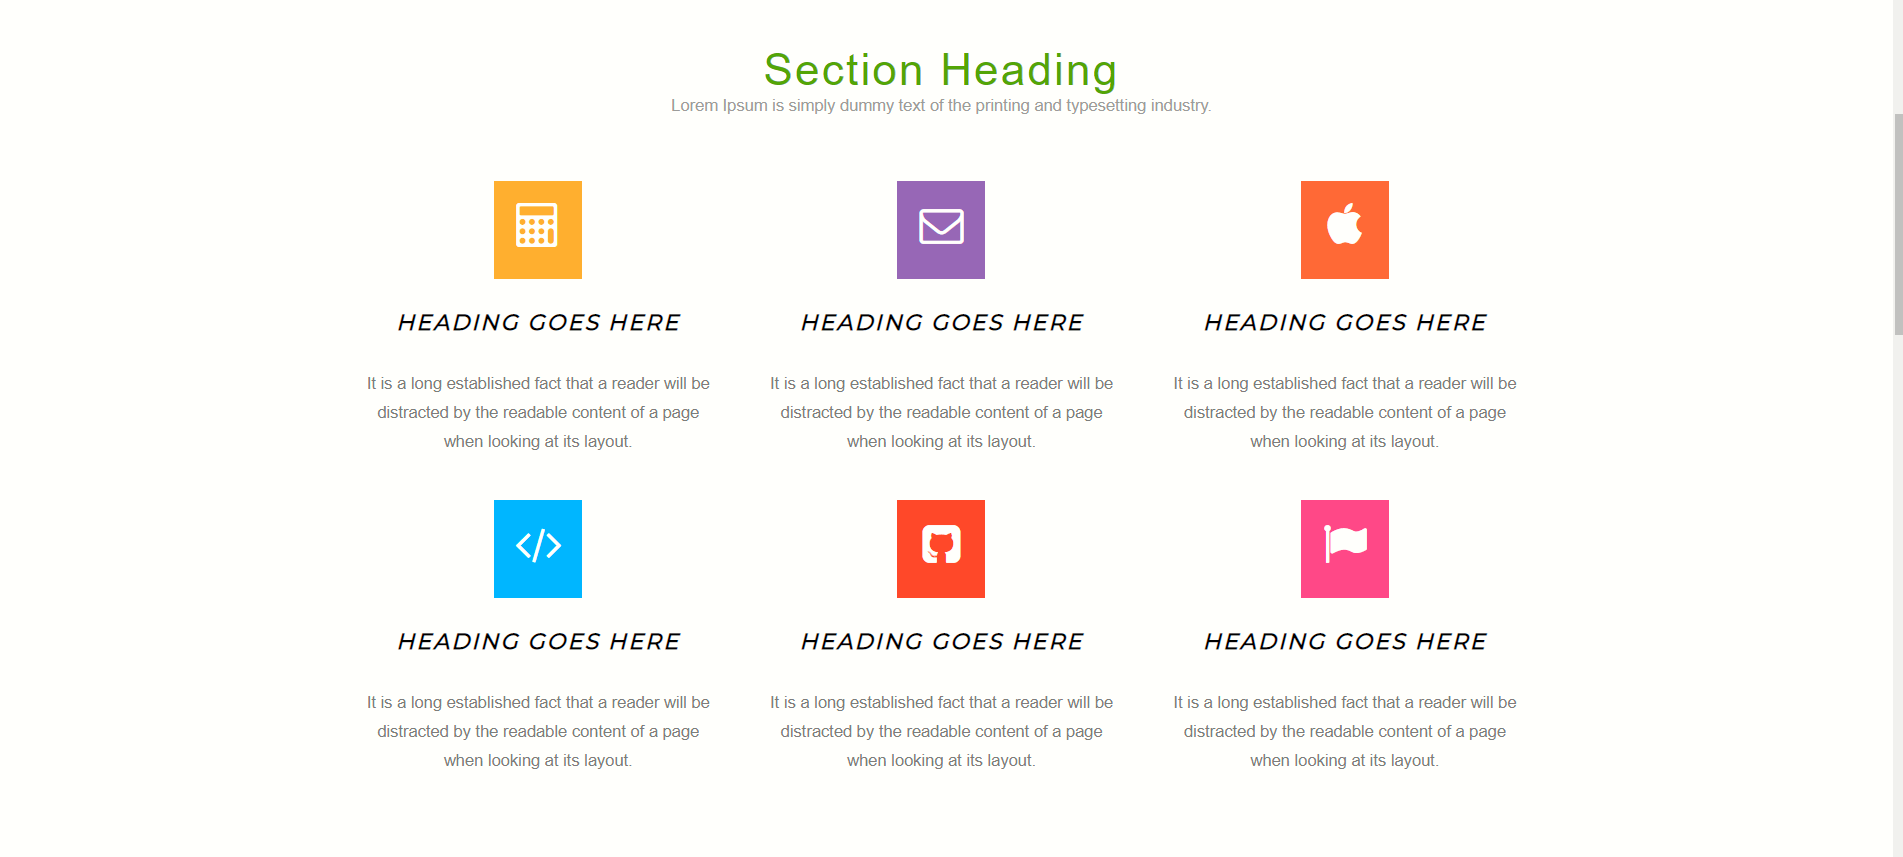 Section Heading
Lorem Ipsum is simply dummy text of the printing and typesetting industry.
HEADING GOES HERE
It is a long established fact that a reader will be
distracted by the readable content of a page
when looking at its layout.
HEADING GOES HERE
It is a long established fact that a reader will be
distracted by the readable content of a page
when looking at its layout.
HEADING GOES HERE
It is a long established fact that a reader will be
distracted by the readable content of a page
when looking at its layout.
HEADING GOES HERE
It is a long established fact that a reader will be
distracted by the readable content of a page
when looking at its layout.
HEADING GOES HERE
It is a long established fact that a reader will be
distracted by the readable content of a page
when looking at its layout.
HEADING GOES HERE
It is a long established fact that a reader will be
distracted by the readable content of a page
when looking at its layout.